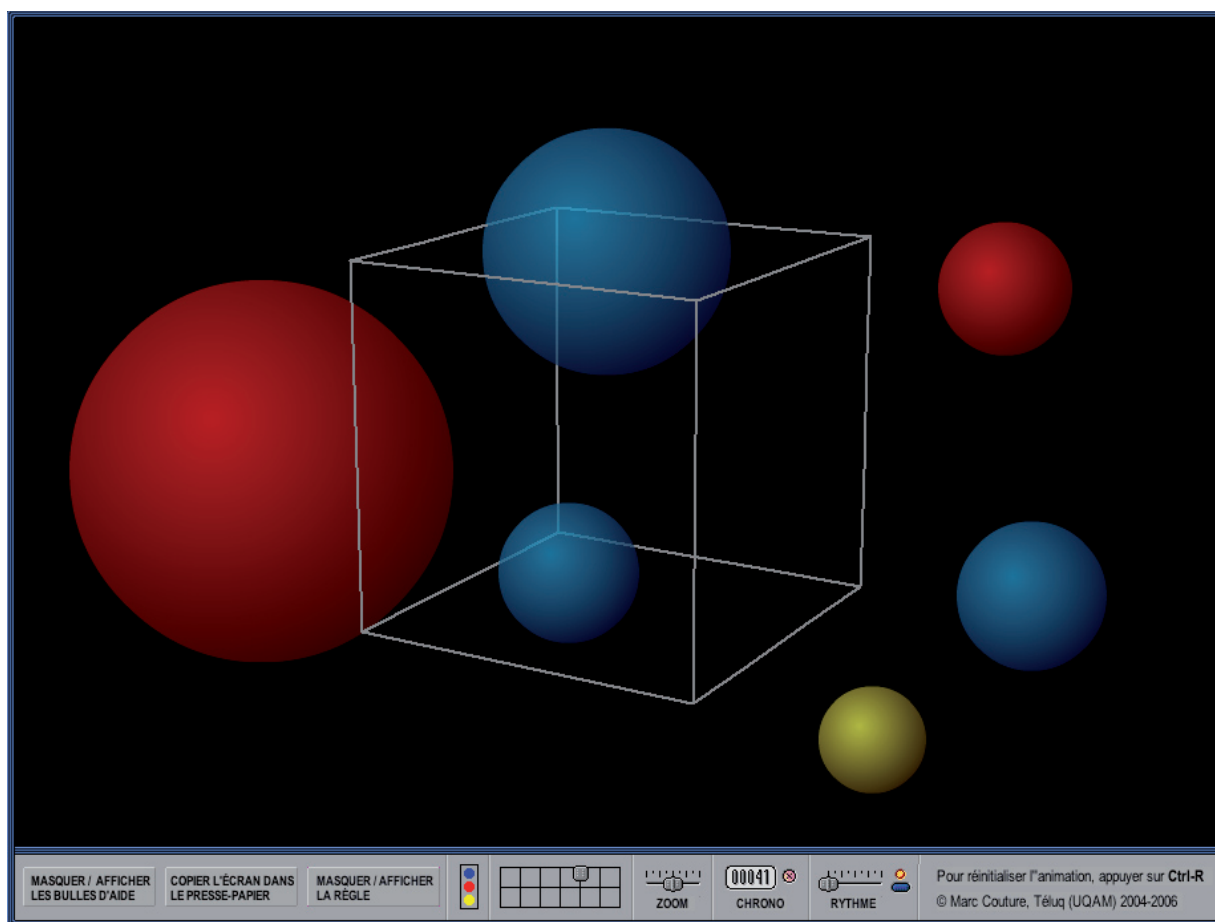 MASQUER / AFFICHER
LES BULLES D'AIDE
COPIER L'ÉCRAN DANS
LE PRESSE-PAPIER
MASQUER / AFFICHER
LA RÈGLE
ZOOM
00041
CHRONO
RYTHME
Pour réinitialiser l"animation, appuyer sur Ctrl-R
© Marc Couture, Téluq (UQAM) 2004-2006